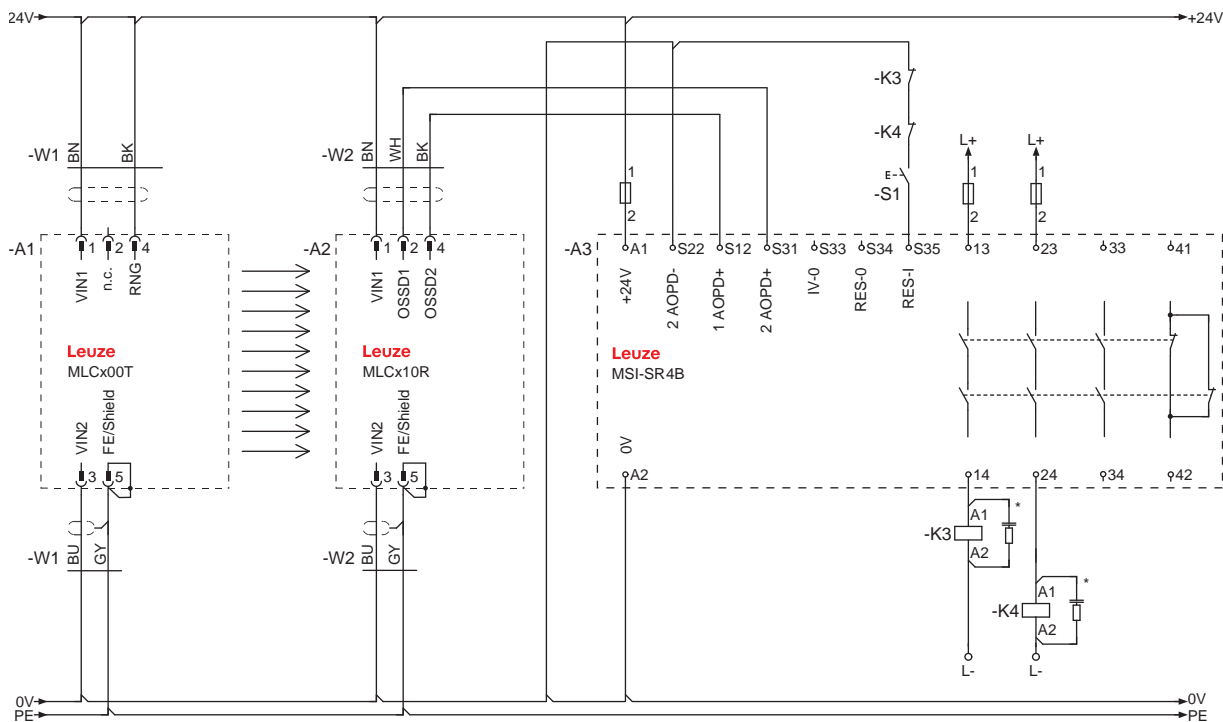 24V
+24V
-K3
-K4
L+
L+
-W1
BN
BK
-W2
BN
WH
BK
E
-S1
1
2
1
2
1
2
-A1
1
2
4
-A2
1
2
4
-A3
A1
S22
S12
S31
S33
S34
S35
13
23
33
41
VIN1
n.c.
RNG
VIN1
OSSD1
OSSD2
+24V
2 AOPD-
1 AOPD+
2 AOPD+
IV-0
RES-0
RES-I
Leuze
MLCx00T
Leuze
MLCx10R
Leuze
MSI-SR4B
VIN2
FE/Shield
VIN2
FE/Shield
0V
3
5
3
5
A2
14
24
34
42
-W1
BU
GY
-W2
BU
GY
-K3
A1
A2
*
-K4
A1
A2
*
L-
L-
0V
0V
PE
PE